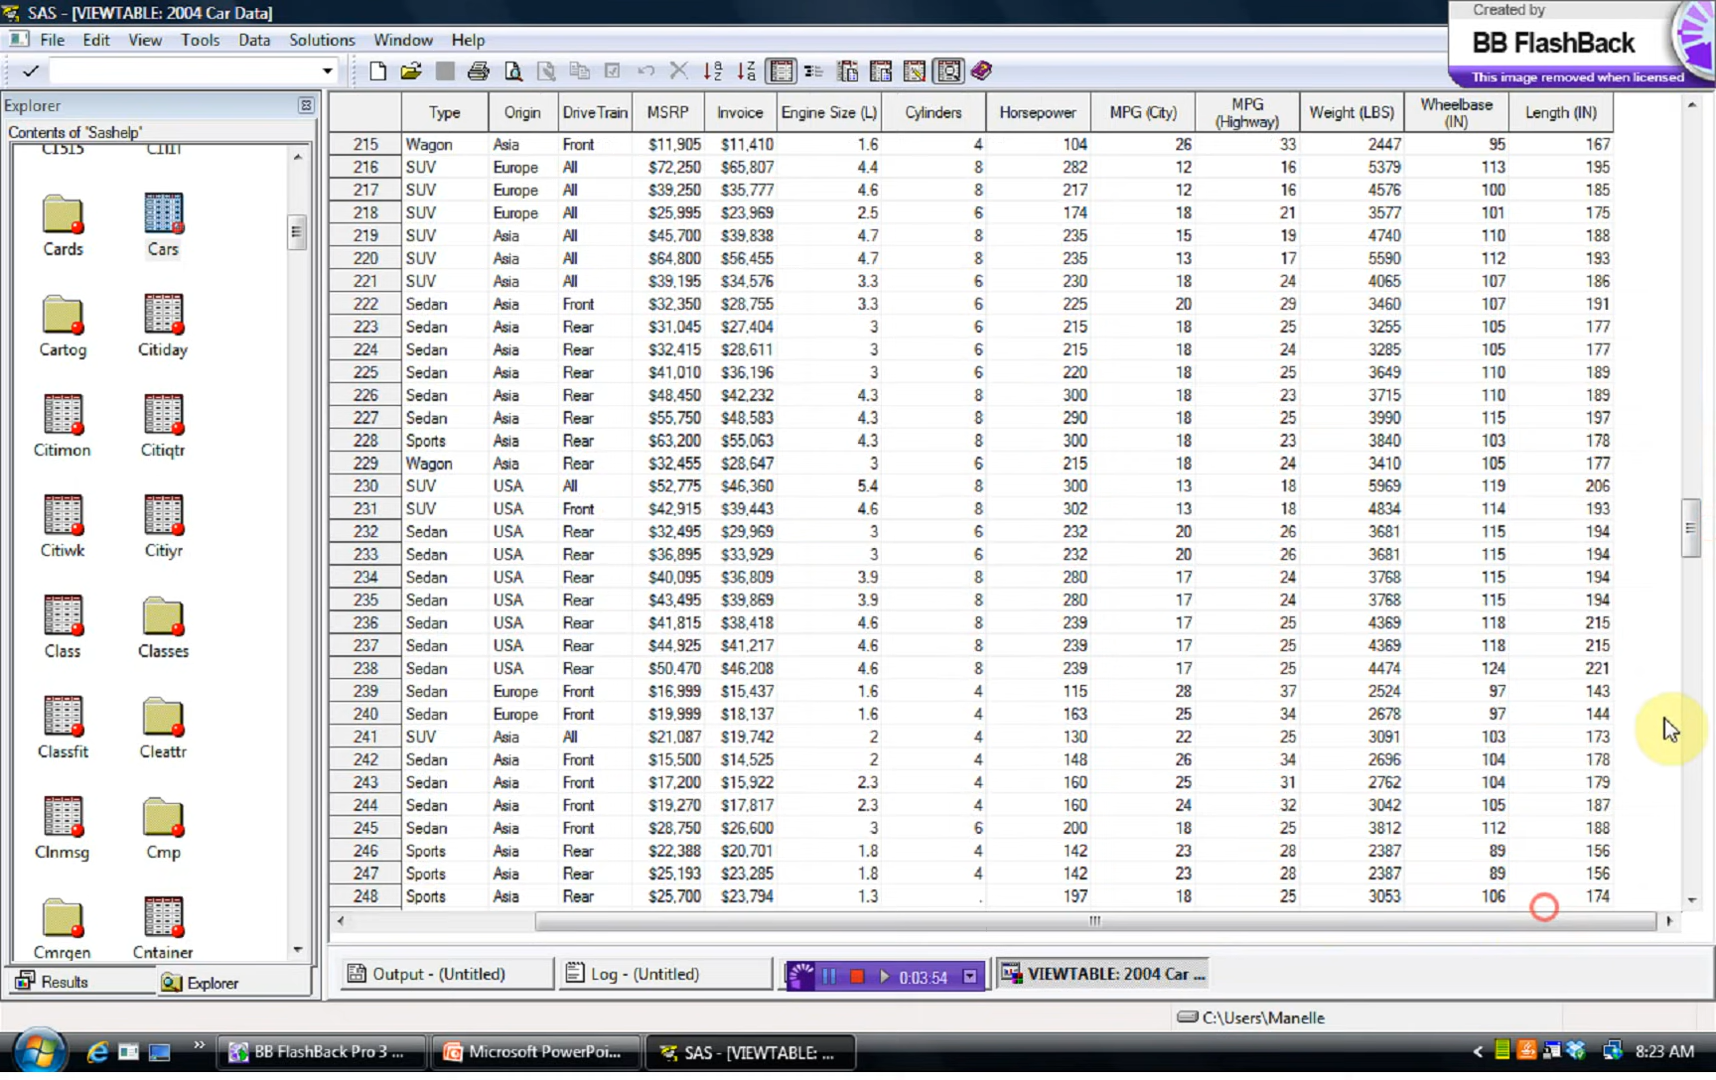 SAS - [VIEWTABLE: 2004 Car Data]
Created by
BB FlashBack
This image removed when licensed
File Edit View Tools Data Solutions Window Help
Explorer
Contents of 'Sashelp'
Cards Cars
Cartog Citiday
Citimon Citiqtr
Citiwk Citiyr
Class Classes
Classfit Cleattr
Clnmsg Cmp
Cmrgen Cntainer
Results Explorer
Type Origin DriveTrain MSRP Invoice Engine Size (L) Cylinders Horsepower MPG (City) MPG (Highway) Weight (LBS) Wheelbase (IN) Length (IN)
215 Wagon Asia Front $11,905 $11,410 1.6 4 104 26 33 2447 95 167
216 SUV Europe All $72,250 $65,807 4.4 8 282 12 16 5379 113 195
217 SUV Europe All $39,250 $35,777 4.6 8 217 12 16 4576 100 185
218 SUV Europe All $25,995 $23,969 2.5 6 174 18 21 3577 101 175
219 SUV Asia All $45,700 $39,838 4.7 8 235 15 19 4740 110 188
220 SUV Asia All $64,800 $56,455 4.7 8 235 13 17 5590 112 193
221 SUV Asia All $39,195 $34,576 3.3 6 230 18 24 4065 107 186
222 Sedan Asia Front $32,350 $28,755 3.3 6 225 20 29 3460 107 191
223 Sedan Asia Rear $31,045 $27,404 3 6 215 18 25 3255 105 177
224 Sedan Asia Rear $32,415 $28,611 3 6 215 18 24 3285 105 177
225 Sedan Asia Rear $41,010 $36,196 3 6 220 18 25 3649 110 189
226 Sedan Asia Rear $48,450 $42,232 4.3 8 300 18 23 3715 110 189
227 Sedan Asia Rear $55,750 $48,583 4.3 8 290 18 25 3990 115 197
228 Sports Asia Rear $63,200 $55,063 4.3 8 300 18 23 3840 103 178
229 Wagon Asia Rear $32,455 $28,647 3 6 215 18 24 3410 105 177
230 SUV USA All $52,775 $46,360 5.4 8 300 13 18 5969 119 206
231 SUV USA Front $42,915 $39,443 4.6 8 302 13 18 4834 114 193
232 Sedan USA Rear $32,495 $29,969 3 6 232 20 26 3681 115 194
233 Sedan USA Rear $36,895 $33,929 3 6 232 20 26 3681 115 194
234 Sedan USA Rear $40,095 $36,809 3.9 8 280 17 24 3768 115 194
235 Sedan USA Rear $43,495 $39,869 3.9 8 280 17 24 3768 115 194
236 Sedan USA Rear $41,815 $38,418 4.6 8 239 17 25 4369 118 215
237 Sedan USA Rear $44,925 $41,217 4.6 8 239 17 25 4369 118 215
238 Sedan USA Rear $50,470 $46,208 4.6 8 239 17 25 4474 124 221
239 Sedan Europe Front $16,999 $15,437 1.6 4 115 28 37 2524 97 143
240 Sedan Europe Front $19,999 $18,137 1.6 4 163 25 34 2678 97 144
241 SUV Asia All $21,087 $19,742 2 4 130 22 25 3091 103 173
242 Sedan Asia Front $15,500 $14,525 2 4 148 26 34 2696 104 178
243 Sedan Asia Front $17,200 $15,922 2.3 4 160 25 31 2762 104 179
244 Sedan Asia Front $19,270 $17,817 2.3 4 160 24 32 3042 105 187
245 Sedan Asia Front $28,750 $26,600 3 6 200 18 25 3812 112 188
246 Sports Asia Rear $22,388 $20,701 1.8 4 142 23 28 2387 89 156
247 Sports Asia Rear $25,193 $23,285 1.8 4 142 23 28 2387 89 156
248 Sports Asia Rear $25,700 $23,794 1.3 . 197 18 25 3053 106 174
Output - (Untitled) Log - (Untitled) 0:03:54 VIEWTABLE: 2004 Car ...
C:\Users\Manelle
BB FlashBack Pro 3 ... Microsoft PowerPoi... SAS - [VIEWTABLE: ... 8:23 AM